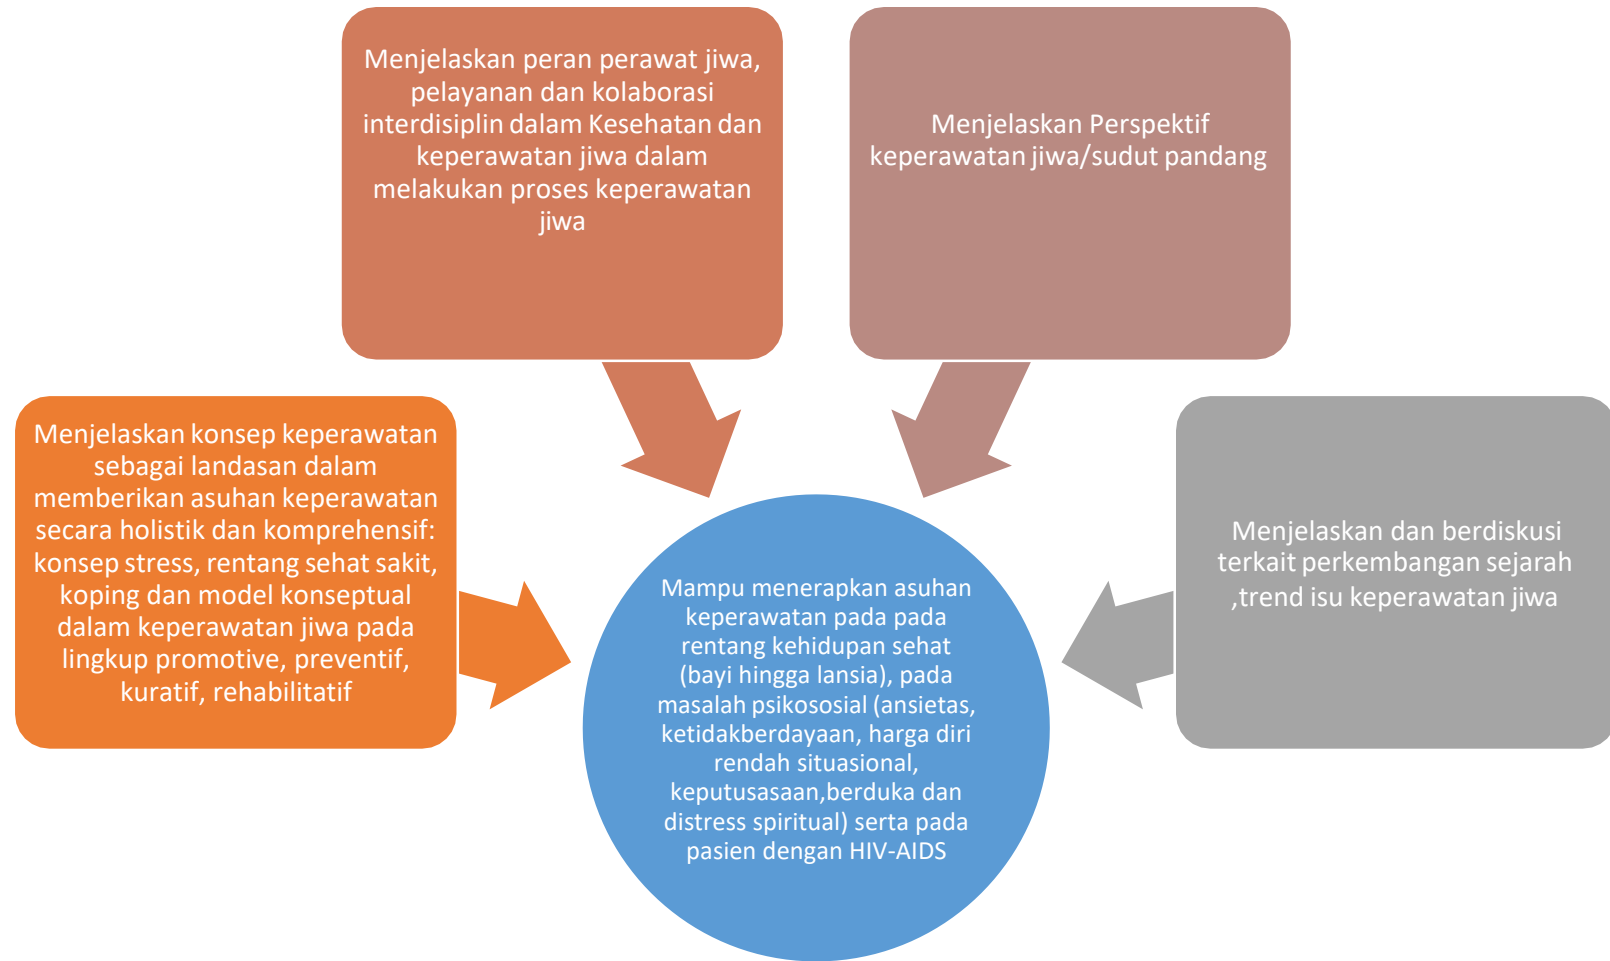 Menjelaskan peran perawat jiwa,
pelayanan dan kolaborasi
interdisiplin dalam Kesehatan dan
keperawatan jiwa dalam
melakukan proses keperawatan
jiwa
Menjelaskan Perspektif
keperawatan jiwa/sudut pandang
Menjelaskan konsep keperawatan
sebagai landasan dalam
memberikan asuhan keperawatan
secara holistik dan komprehensif:
konsep stress, rentang sehat sakit,
koping dan model konseptual
dalam keperawatan jiwa pada
lingkup promotive, preventif,
kuratif, rehabilitatif
Menjelaskan dan berdiskusi
terkait perkembangan sejarah
,trend isu keperawatan jiwa
Mampu menerapkan asuhan
keperawatan pada pada
rentang kehidupan sehat
(bayi hingga lansia), pada
masalah psikososial (ansietas,
ketidakberdayaan, harga diri
rendah situasional,
keputusasaan,berduka dan
distress spiritual) serta pada
pasien dengan HIV-AIDS